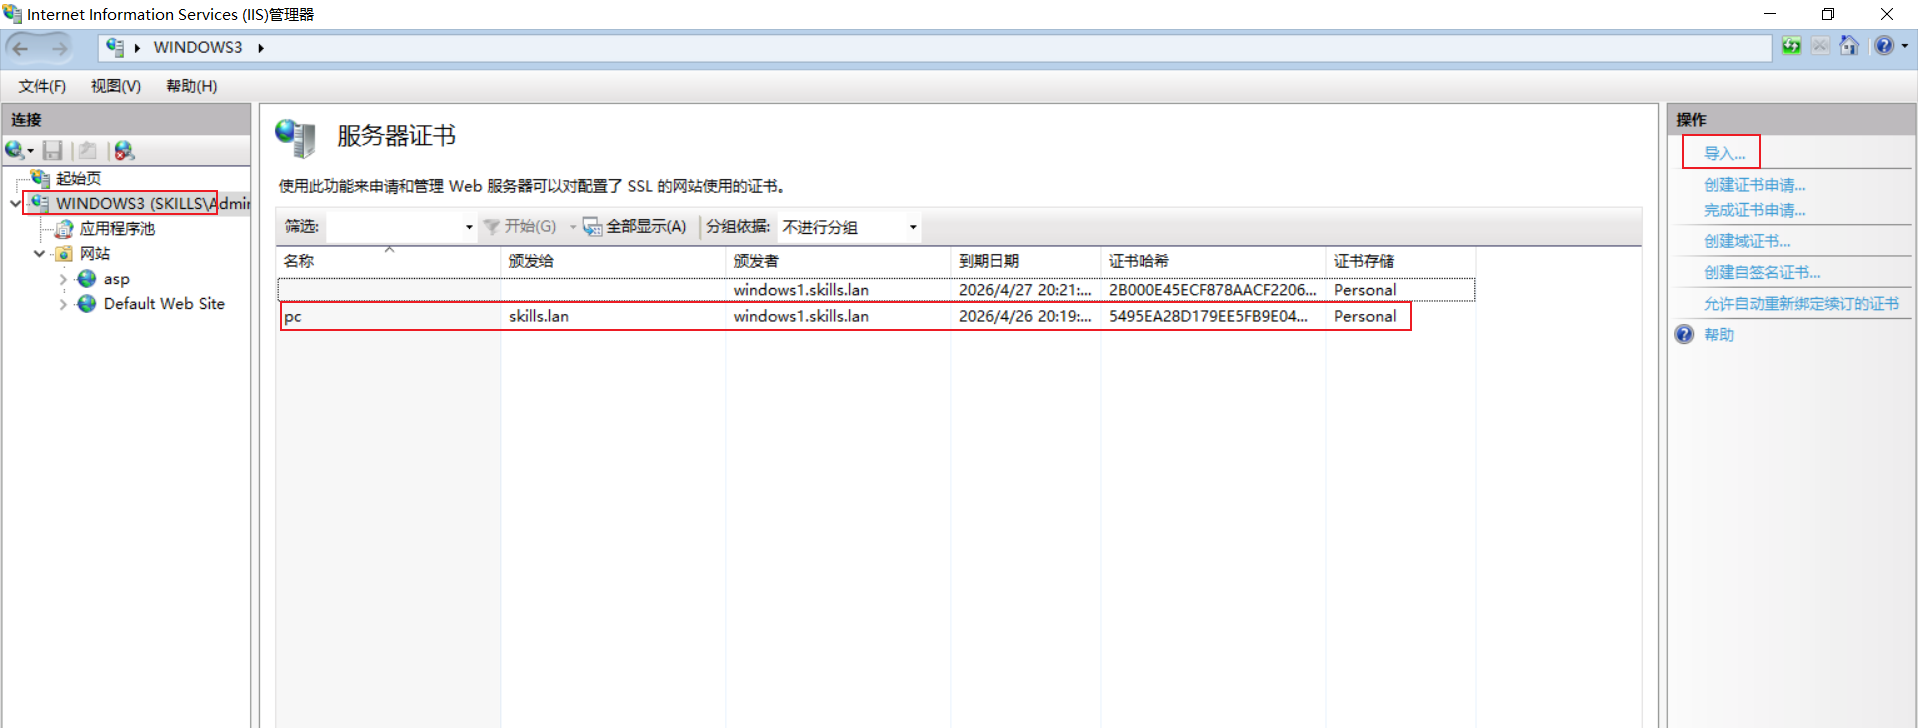 Internet Information Services (IIS)管理器
WINDOWS3
文件(F) 视图(V) 帮助(H)
连接
起始页
WINDOWS3 (SKILLS\Admin
应用程序池
网站
asp
Default Web Site
服务器证书
使用此功能来申请和管理 Web 服务器可以对配置了 SSL 的网站使用的证书。
筛选: 开始(G) 全部显示(A) 分组依据: 不进行分组
名称 颁发给 颁发者 到期日期 证书哈希 证书存储
windows1.skills.lan 2026/4/27 20:21:... 2B000E45ECF878AACF2206... Personal
pc skills.lan windows1.skills.lan 2026/4/26 20:19:... 5495EA28D179EE5FB9E04... Personal
操作
导入...
创建证书申请...
完成证书申请...
创建域证书...
创建自签名证书...
允许自动重新绑定续订的证书
帮助